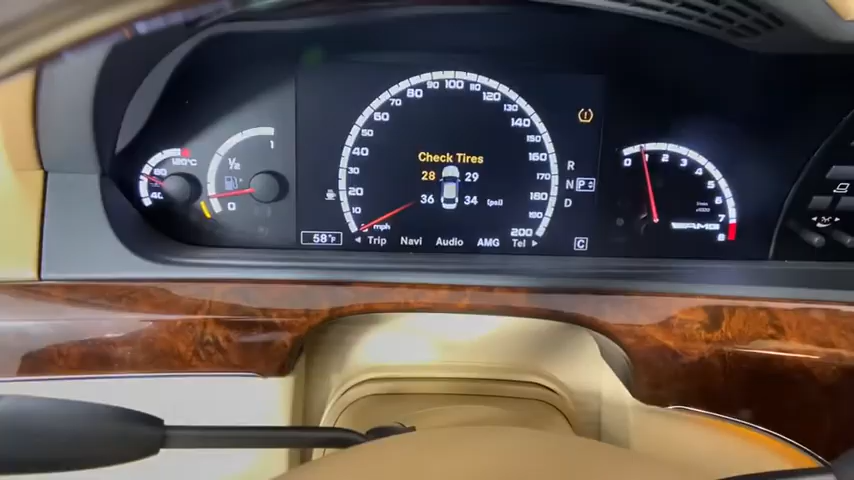 120°C
80
40
1
1/2
0
Check Tires
28 29
36 34 (psi)
10
20
30
40
50
60
70
80
90
100
110
120
130
140
150
160
170
180
190
200
mph
58°F
Trip Navi Audio AMG Tel
R
N P
D
C
0
1
2
3
4
5
6
7
8
x1000
AMG